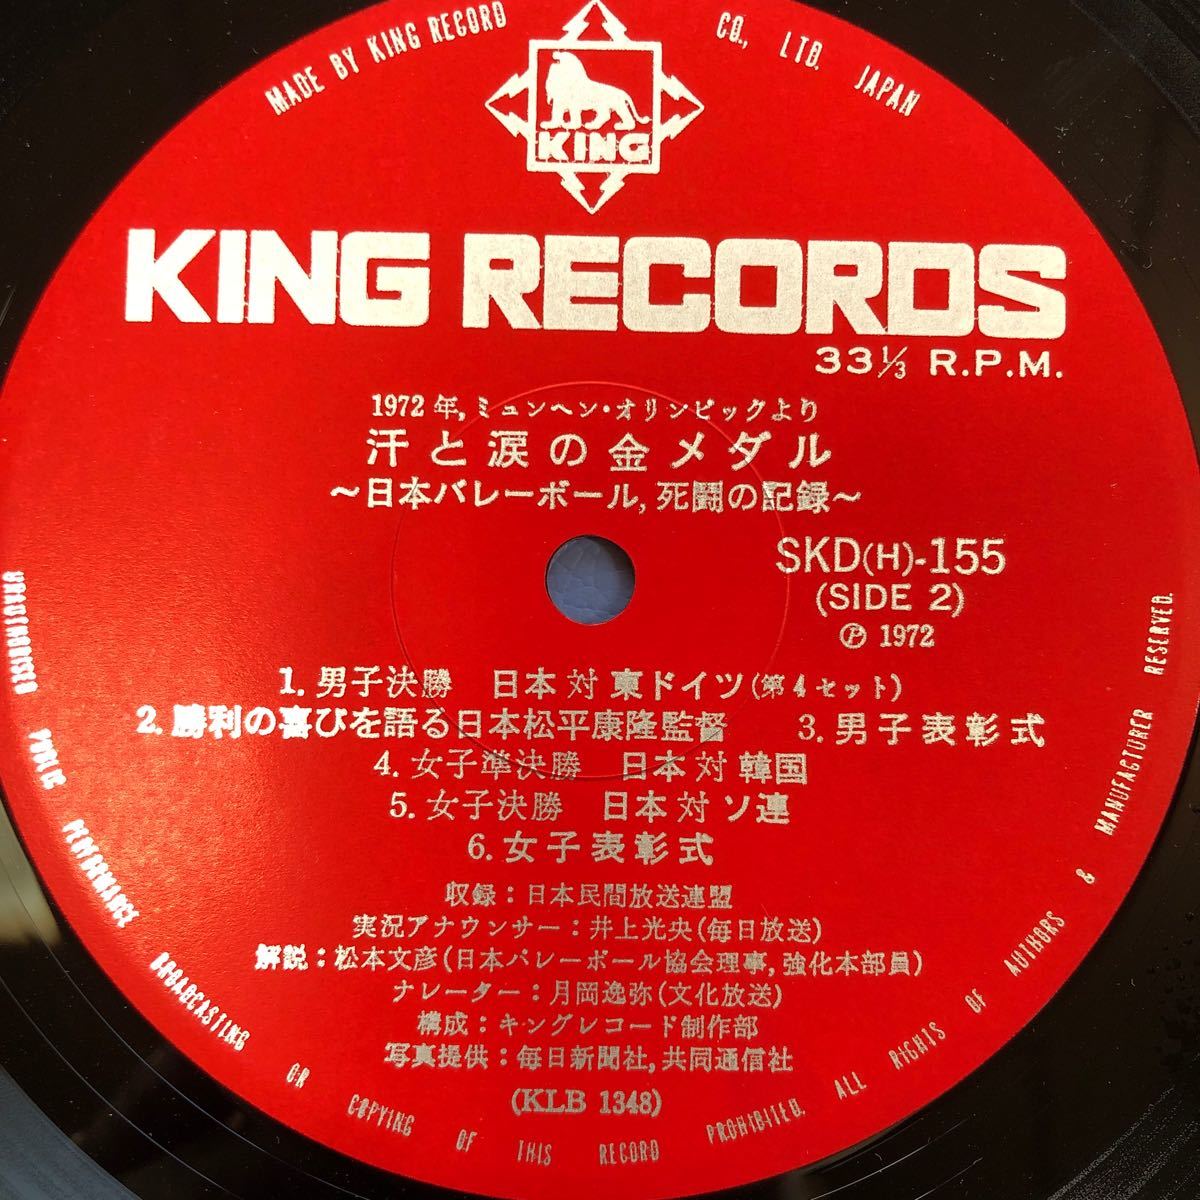 MADE BY KING RECORD CO., LTD. JAPAN
KING
KING RECORDS
33⅓ R.P.M.
1972年,ミュンヘン・オリンピックより
汗と涙の金メダル
〜日本バレーボール,死闘の記録〜
SKD(H)-155
(SIDE 2)
℗ 1972
1.男子決勝 日本対東ドイツ(第4セット)
2.勝利の喜びを語る日本松平康隆監督 3.男子表彰式
4.女子準決勝 日本対韓国
5.女子決勝 日本対ソ連
6.女子表彰式
収録:日本民間放送連盟
実況アナウンサー:井上光央(毎日放送)
解説:松本文彦(日本バレーボール協会理事,強化本部員)
ナレーター:月岡逸弥(文化放送)
構成:キングレコード制作部
写真提供:毎日新聞社,共同通信社
(KLB 1348)
UNAUTHORISED PUBLIC PERFORMANCE BROADCASTING OR COPYING OF THIS RECORD PROHIBITED. ALL RIGHTS OF AUTHORS & MANUFACTURER RESERVED.